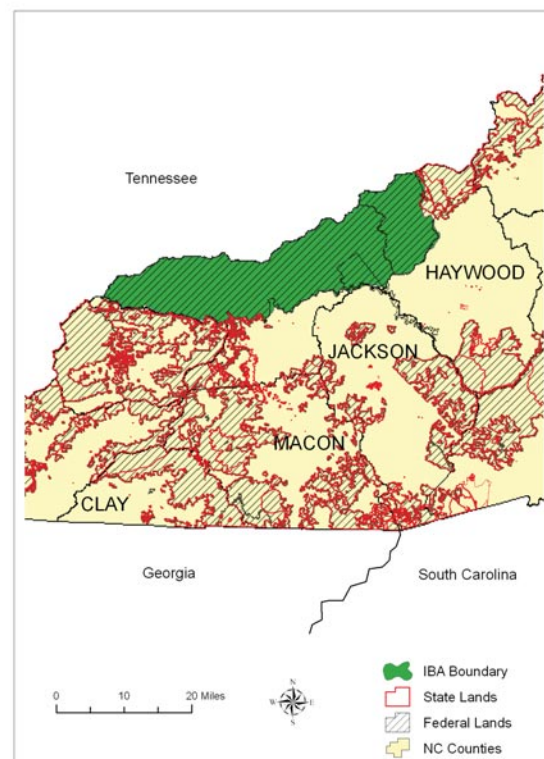 Tennessee
HAYWOOD
JACKSON
MACON
CLAY
Georgia
South Carolina
0 10 20 Miles
N
W E
S
IBA Boundary
State Lands
Federal Lands
NC Counties